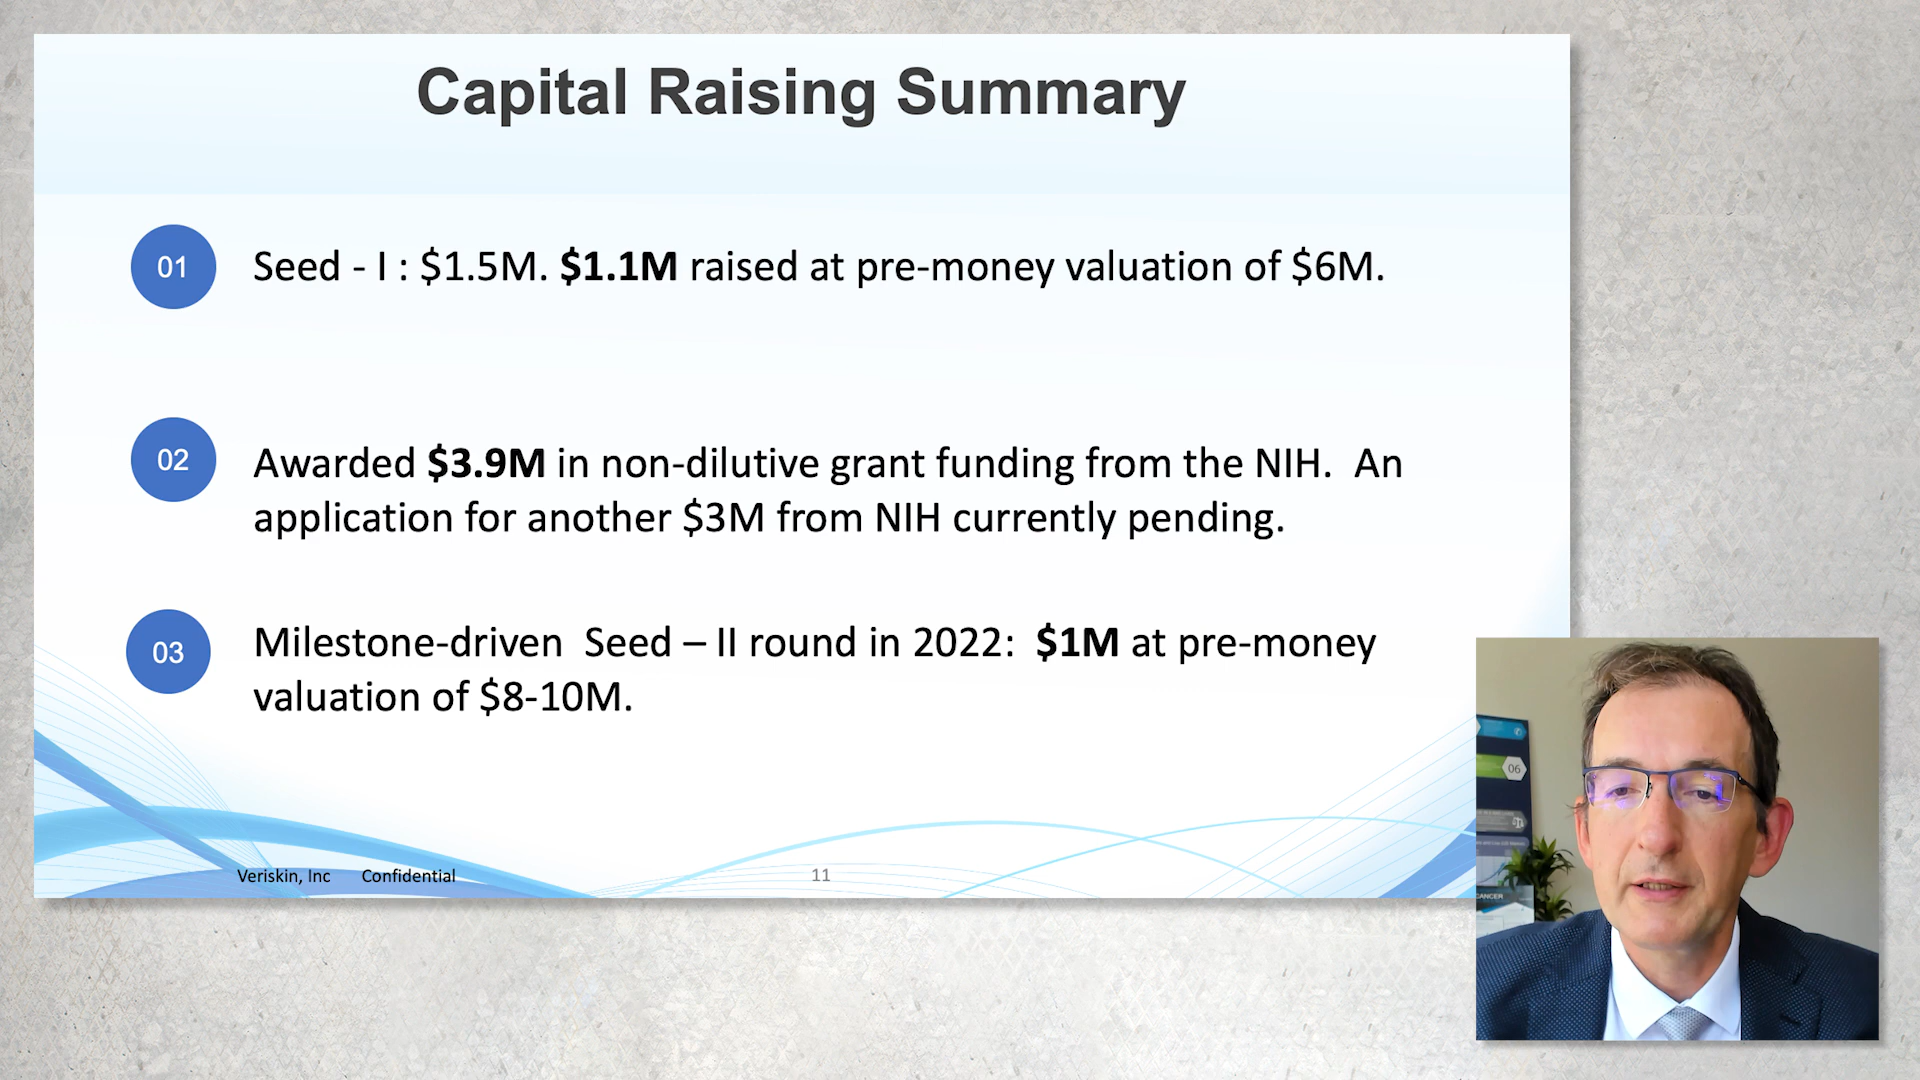 Capital Raising Summary
01
Seed - I : $1.5M. $1.1M raised at pre-money valuation of $6M.
02
Awarded $3.9M in non-dilutive grant funding from the NIH.  An
application for another $3M from NIH currently pending.
03
Milestone-driven  Seed – II round in 2022:  $1M at pre-money
valuation of $8-10M.
Veriskin, Inc
Confidential
11
06
CANCER